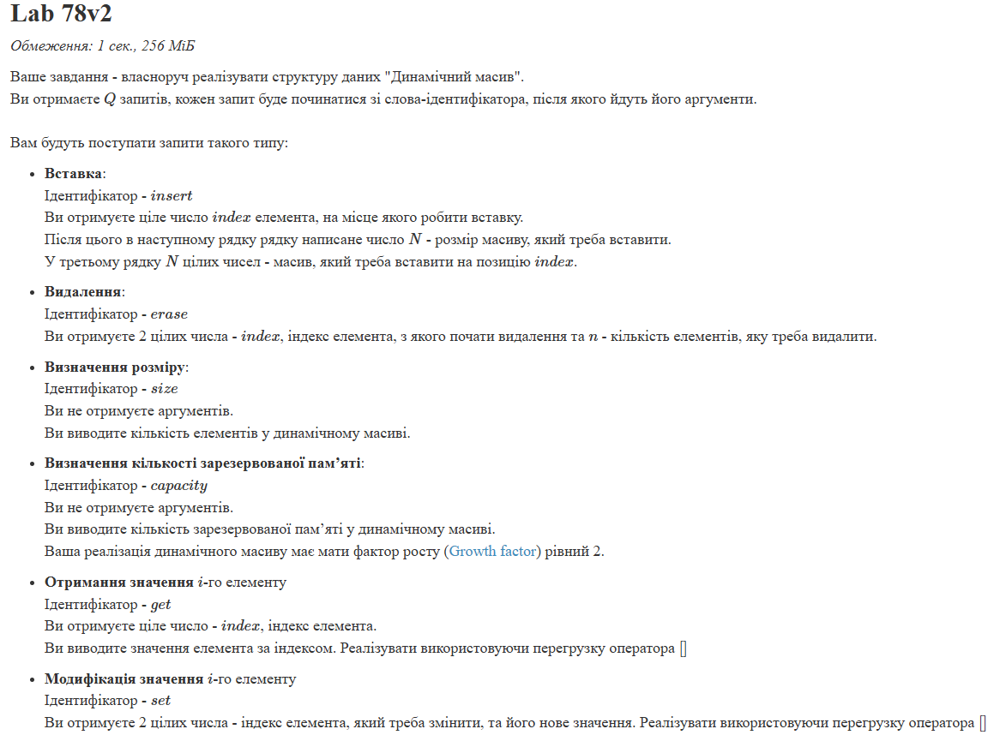 Lab 78v2
Обмеження: 1 сек., 256 МіБ
Ваше завдання - власноруч реалізувати структуру даних "Динамічний масив".
Ви отримаєте Q запитів, кожен запит буде починатися зі слова-ідентифікатора, після якого йдуть його аргументи.
Вам будуть поступати запити такого типу:
• Вставка:
Ідентифікатор - insert
Ви отримуєте ціле число index елемента, на місце якого робити вставку.
Після цього в наступному рядку рядку написане число N - розмір масиву, який треба вставити.
У третьому рядку N цілих чисел - масив, який треба вставити на позицію index.
• Видалення:
Ідентифікатор - erase
Ви отримуєте 2 цілих числа - index, індекс елемента, з якого почати видалення та n - кількість елементів, яку треба видалити.
• Визначення розміру:
Ідентифікатор - size
Ви не отримуєте аргументів.
Ви виводите кількість елементів у динамічному масиві.
• Визначення кількості зарезервованої пам’яті:
Ідентифікатор - capacity
Ви не отримуєте аргументів.
Ви виводите кількість зарезервованої пам’яті у динамічному масиві.
Ваша реалізація динамічного масиву має мати фактор росту (Growth factor) рівний 2.
• Отримання значення i-го елементу
Ідентифікатор - get
Ви отримуєте ціле число - index, індекс елемента.
Ви виводите значення елемента за індексом. Реалізувати використовуючи перегрузку оператора []
• Модифікація значення i-го елементу
Ідентифікатор - set
Ви отримуєте 2 цілих числа - індекс елемента, який треба змінити, та його нове значення. Реалізувати використовуючи перегрузку оператора []